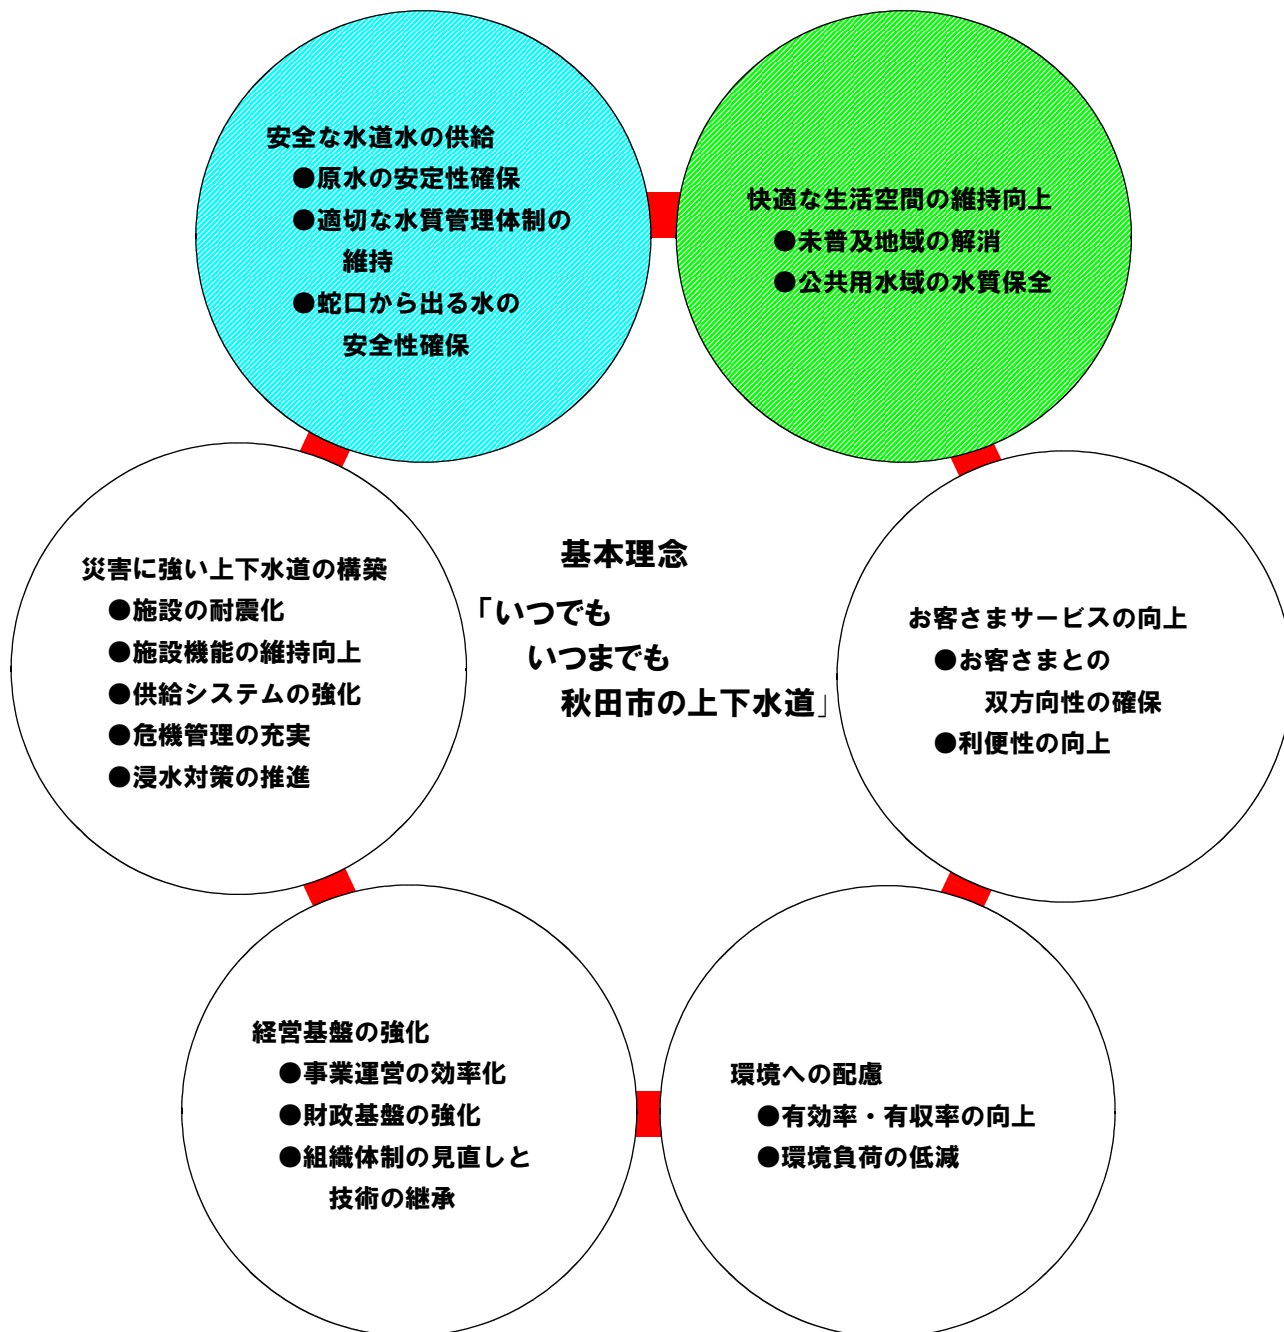 安全な水道水の供給
●原水の安定性確保
●適切な水質管理体制の
維持
●蛇口から出る水の
安全性確保
快適な生活空間の維持向上
●未普及地域の解消
●公共用水域の水質保全
災害に強い上下水道の構築
●施設の耐震化
●施設機能の維持向上
●供給システムの強化
●危機管理の充実
●浸水対策の推進
基本理念
「いつでも
いつまでも
秋田市の上下水道」
お客さまサービスの向上
●お客さまとの
双方向性の確保
●利便性の向上
経営基盤の強化
●事業運営の効率化
●財政基盤の強化
●組織体制の見直しと
技術の継承
環境への配慮
●有効率・有収率の向上
●環境負荷の低減